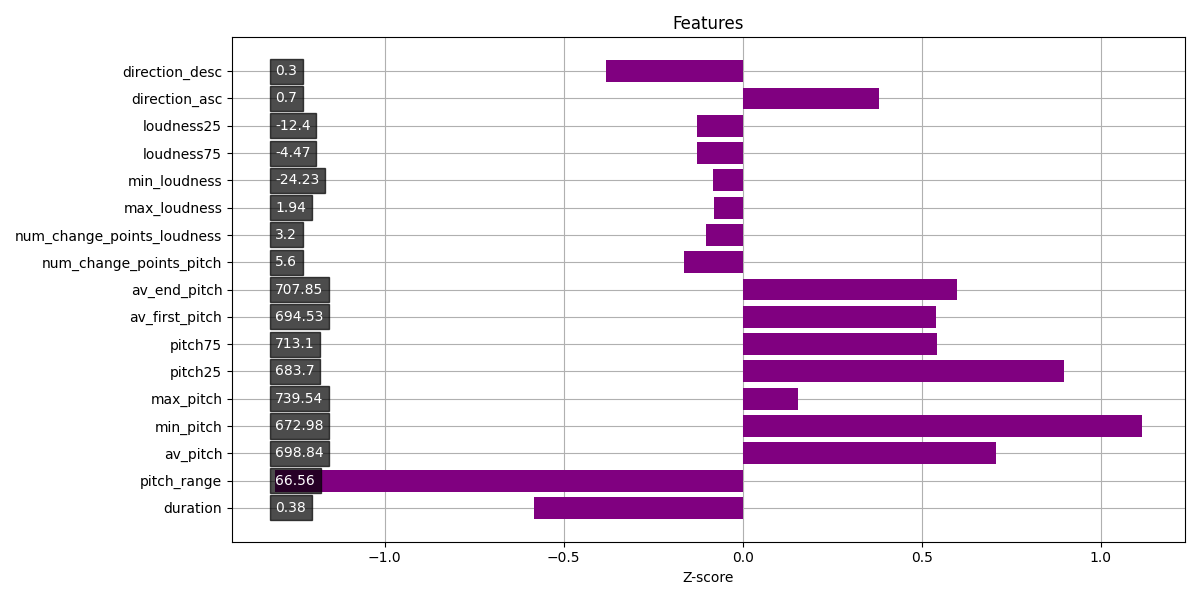 Features
direction_desc 0.3
direction_asc 0.7
loudness25 -12.4
loudness75 -4.47
min_loudness -24.23
max_loudness 1.94
num_change_points_loudness 3.2
num_change_points_pitch 5.6
av_end_pitch 707.85
av_first_pitch 694.53
pitch75 713.1
pitch25 683.7
max_pitch 739.54
min_pitch 672.98
av_pitch 698.84
pitch_range 66.56
duration 0.38
−1.0 −0.5 0.0 0.5 1.0
Z-score